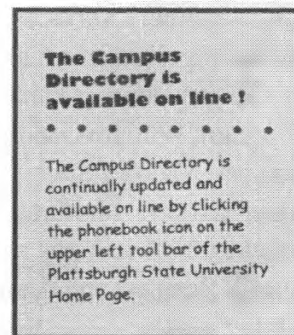 The Campus
Directory is
available on line !
The Campus Directory is
continually updated and
available on line by clicking
the phonebook icon on the
upper left tool bar of the
Plattsburgh State University
Home Page.